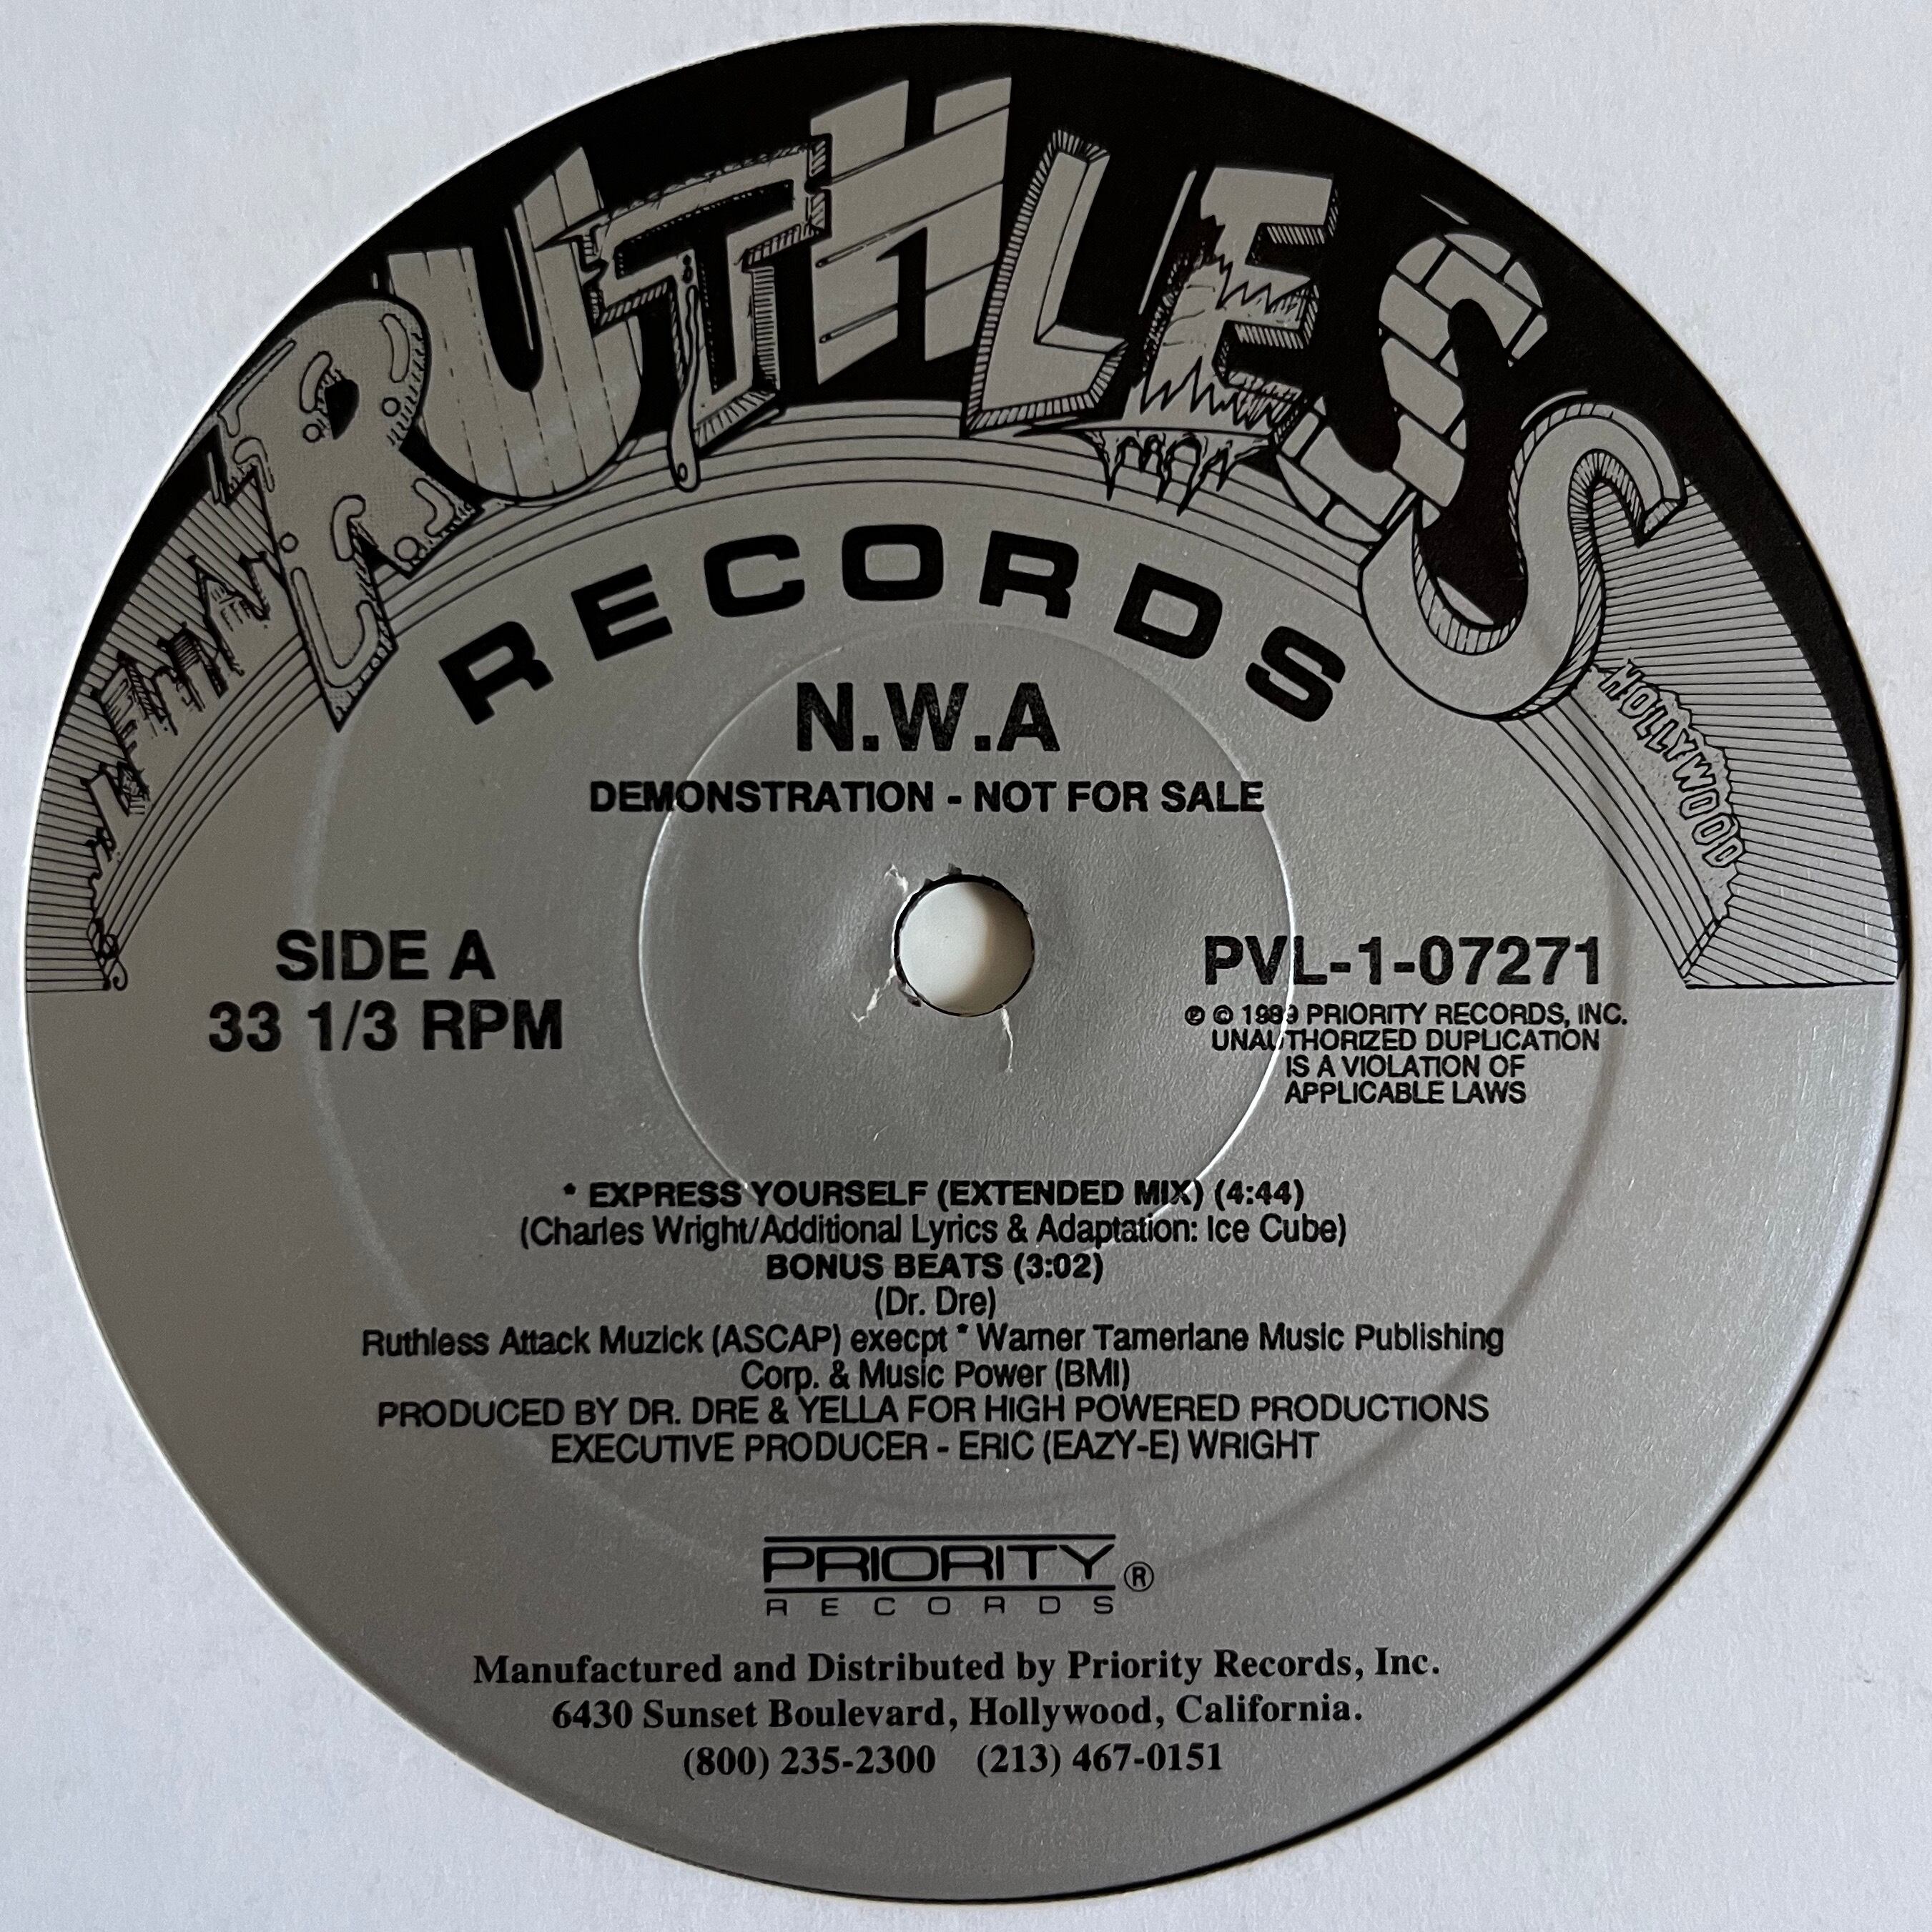 RUTHLESS
RECORDS
HOLLYWOOD
N.W.A
DEMONSTRATION - NOT FOR SALE
SIDE A
33 1/3 RPM
PVL-1-07271
℗ © 1989 PRIORITY RECORDS, INC.
UNAUTHORIZED DUPLICATION
IS A VIOLATION OF
APPLICABLE LAWS
* EXPRESS YOURSELF (EXTENDED MIX) (4:44)
(Charles Wright/Additional Lyrics & Adaptation: Ice Cube)
BONUS BEATS (3:02)
(Dr. Dre)
Ruthless Attack Muzick (ASCAP) execpt * Warner Tamerlane Music Publishing
Corp. & Music Power (BMI)
PRODUCED BY DR. DRE & YELLA FOR HIGH POWERED PRODUCTIONS
EXECUTIVE PRODUCER - ERIC (EAZY-E) WRIGHT
PRIORITY ®
RECORDS
Manufactured and Distributed by Priority Records, Inc.
6430 Sunset Boulevard, Hollywood, California.
(800) 235-2300 (213) 467-0151